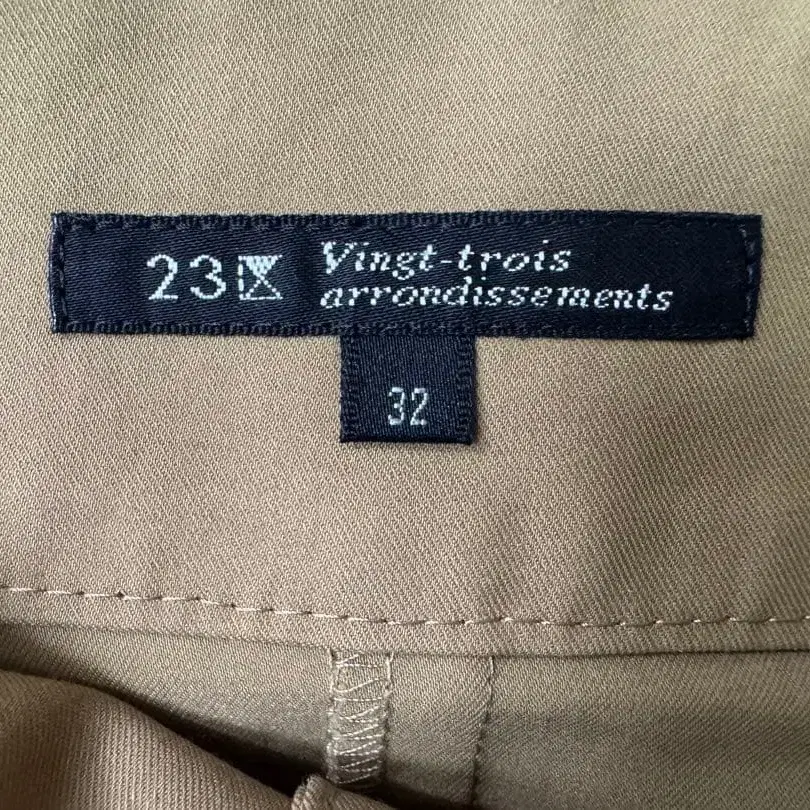 23区 Vingt-trois
arrondissements
32